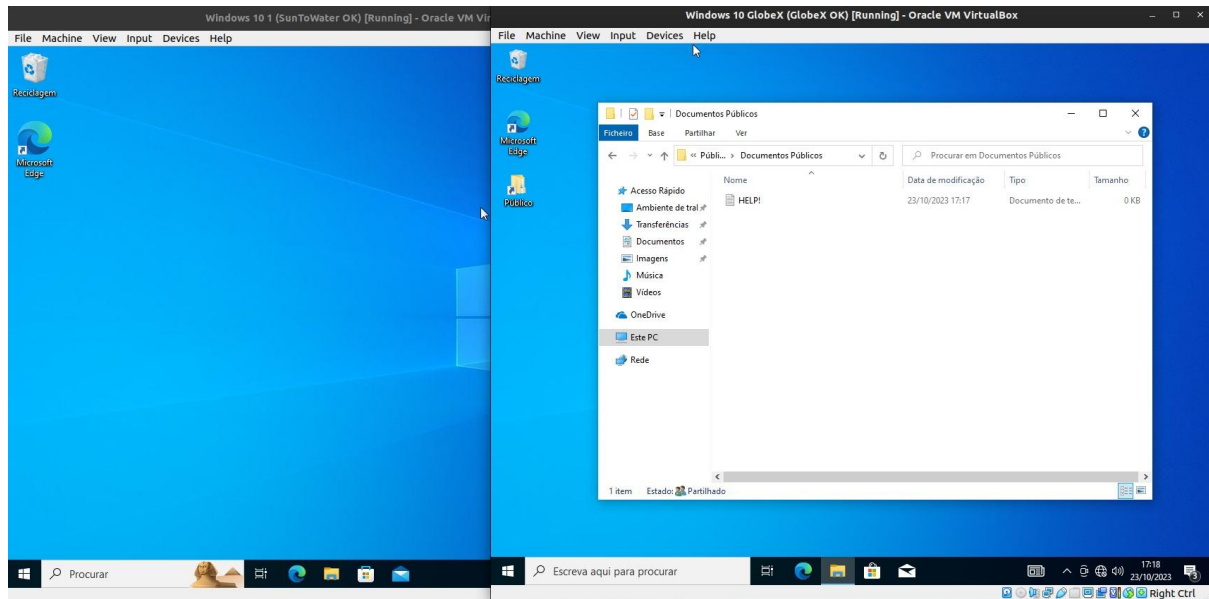 Windows 10 1 (SunToWater OK) [Running] - Oracle VM Vir
File Machine View Input Devices Help
Reciclagem
Microsoft
Edge
Procurar
Windows 10 GlobeX (GlobeX OK) [Running] - Oracle VM VirtualBox
File Machine View Input Devices Help
Reciclagem
Microsoft
Edge
Público
Documentos Públicos
Ficheiro Base Partilhar Ver
« Públi... > Documentos Públicos
Procurar em Documentos Públicos
Nome Data de modificação Tipo Tamanho
HELP! 23/10/2023 17:17 Documento de te... 0 KB
Acesso Rápido
Ambiente de tral
Transferências
Documentos
Imagens
Música
Vídeos
OneDrive
Este PC
Rede
1 item Estado: Partilhado
Escreva aqui para procurar
17:18
23/10/2023
3
Right Ctrl